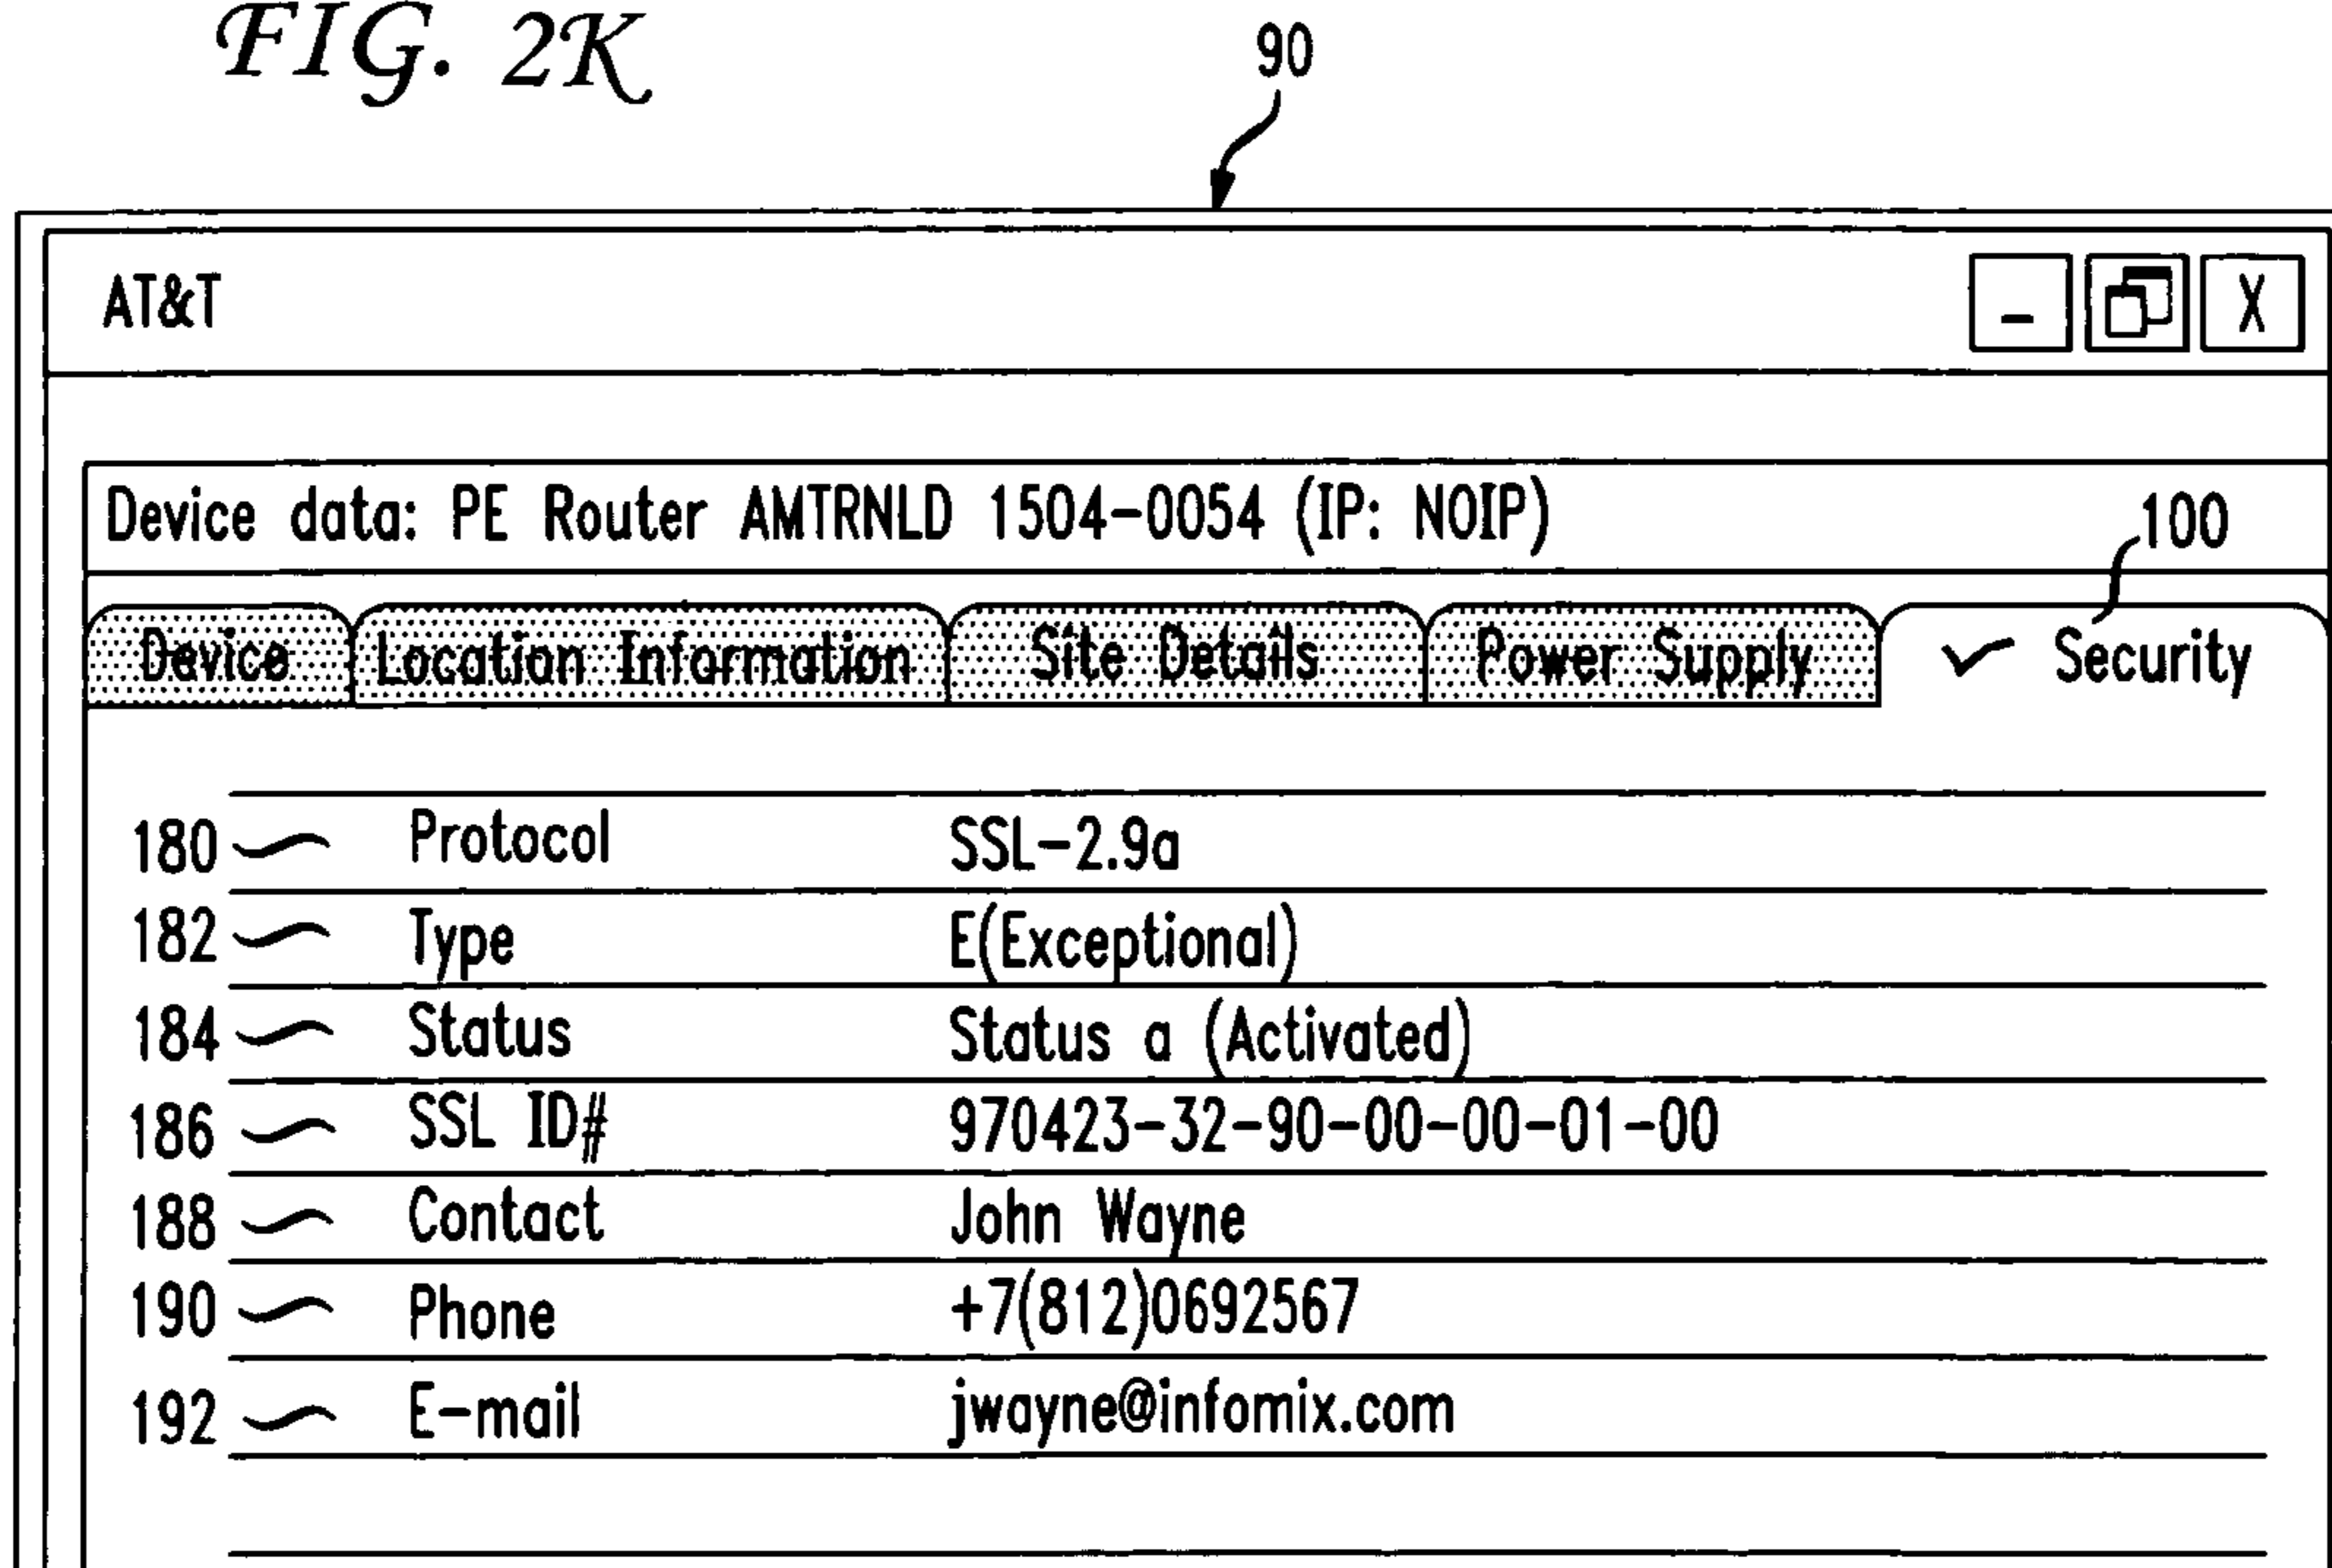 FIG. 2K
90
AT&T
X
Device data: PE Router AMTRNLD 1504-0054 (IP: NOIP)
100
Device Location Information Site Details Power Supply Security
180 Protocol SSL-2.9a
182 Type E(Exceptional)
184 Status Status a (Activated)
186 SSL ID# 970423-32-90-00-00-01-00
188 Contact John Wayne
190 Phone +7(812)0692567
192 E-mail jwayne@infomix.com